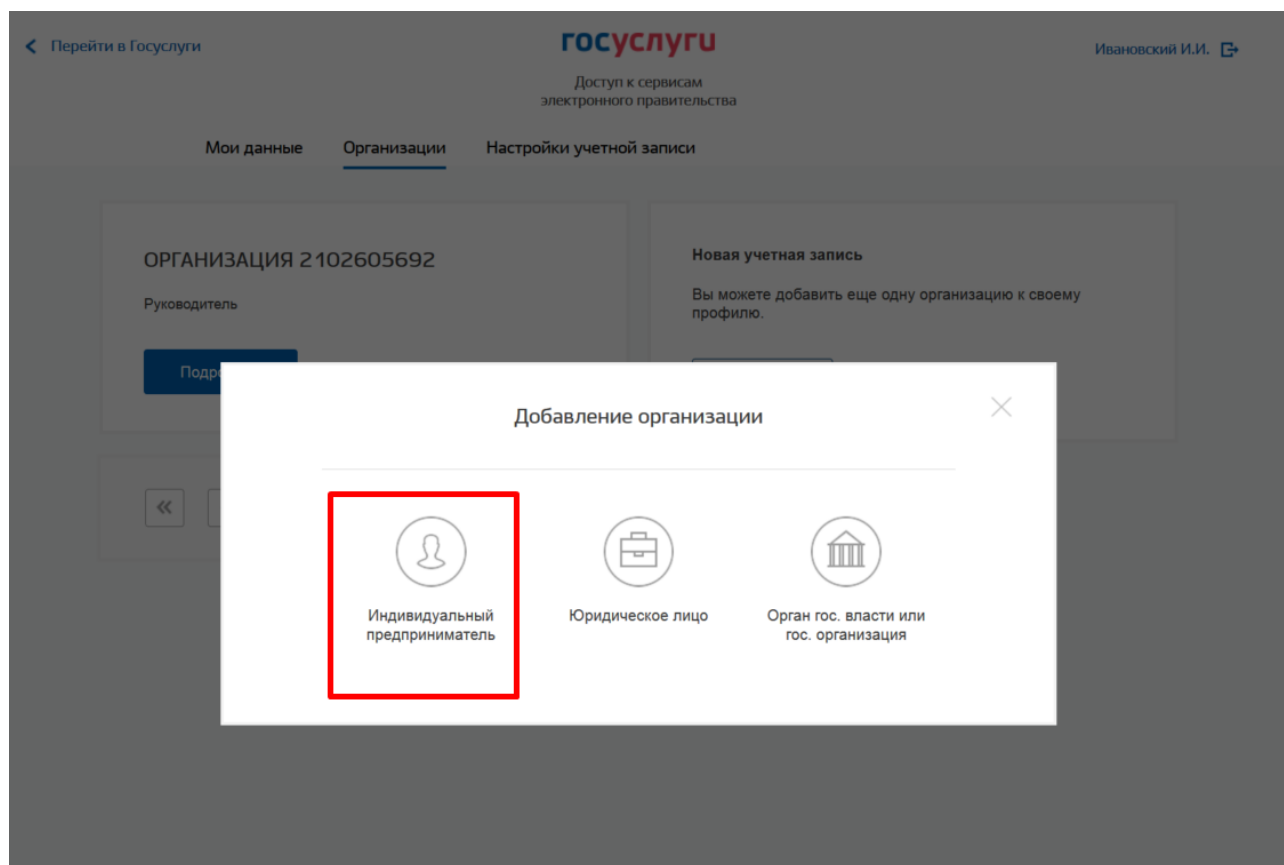 Перейти в Госуслуги
госуслуги
Ивановский И.И.
Доступ к сервисам
электронного правительства
Мои данные
Организации
Настройки учетной записи
ОРГАНИЗАЦИЯ 2102605692
Руководитель
Новая учетная запись
Вы можете добавить еще одну организацию к своему
профилю.
Добавление организации
Индивидуальный
предприниматель
Юридическое лицо
Орган гос. власти или
гос. организация